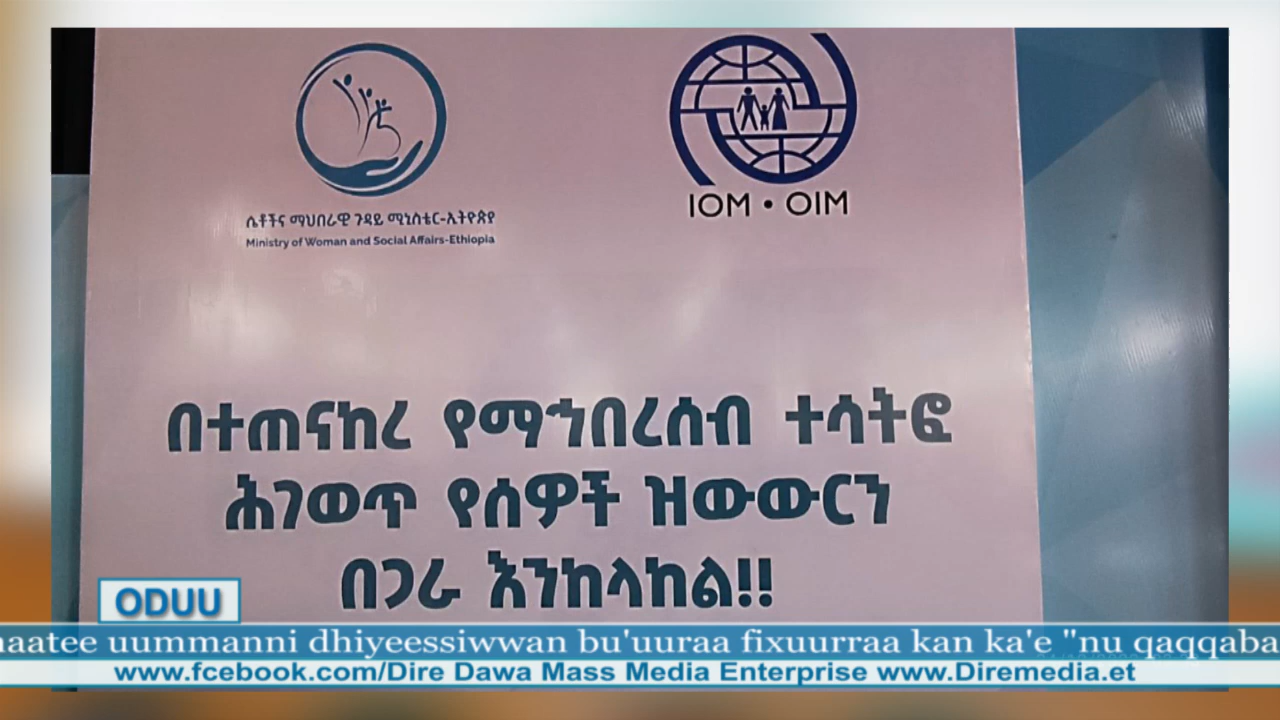 ሴቶችና ማህበራዊ ጉዳይ ሚኒስቴር-ኢትዮጵያ
Ministry of Woman and Social Affairs-Ethiopia
IOM • OIM
በተጠናከረ የማኅበረሰብ ተሳትፎ
ሕገወጥ የሰዎች ዝውውርን
በጋራ እንከላከል!!
ODUU
uummanni dhiyeessiwwan bu'uuraa fixuurraa kan ka'e "nu
www.fcebook.com/Dire Dawa Mass Media Enterprise www.Diremedia.et